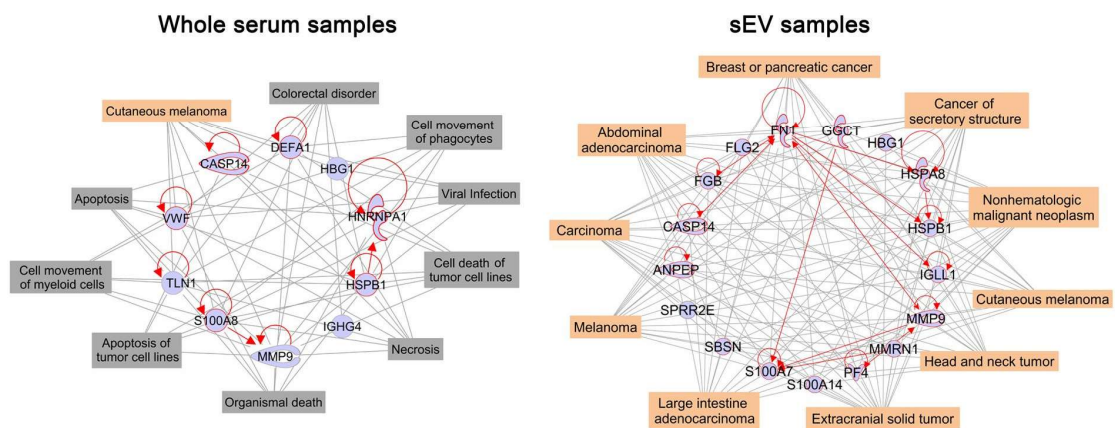 Whole serum samples
Colorectal disorder
Cutaneous melanoma
Cell movement
of phagocytes
DEFA1
CASP14
HBG1
Apoptosis
Viral Infection
VWF
HNRNPA1
Cell movement
of myeloid cells
TLN1
HSPB1
Cell death of
tumor cell lines
S100A8
IGHG4
Apoptosis of
tumor cell lines
MMP9
Necrosis
Organismal death
sEV samples
Breast or pancreatic cancer
Abdominal
adenocarcinoma
Cancer of
secretory structure
FN1
GGCT
HBG1
FLG2
FGB
HSPA8
Nonhematologic
malignant neoplasm
CASP14
HSPB1
Carcinoma
ANPEP
IGLL1
Cutaneous melanoma
SPRR2E
MMP9
Melanoma
SBSN
MMRN1
Head and neck tumor
S100A7
S100A14
PF4
Large intestine
adenocarcinoma
Extracranial solid tumor